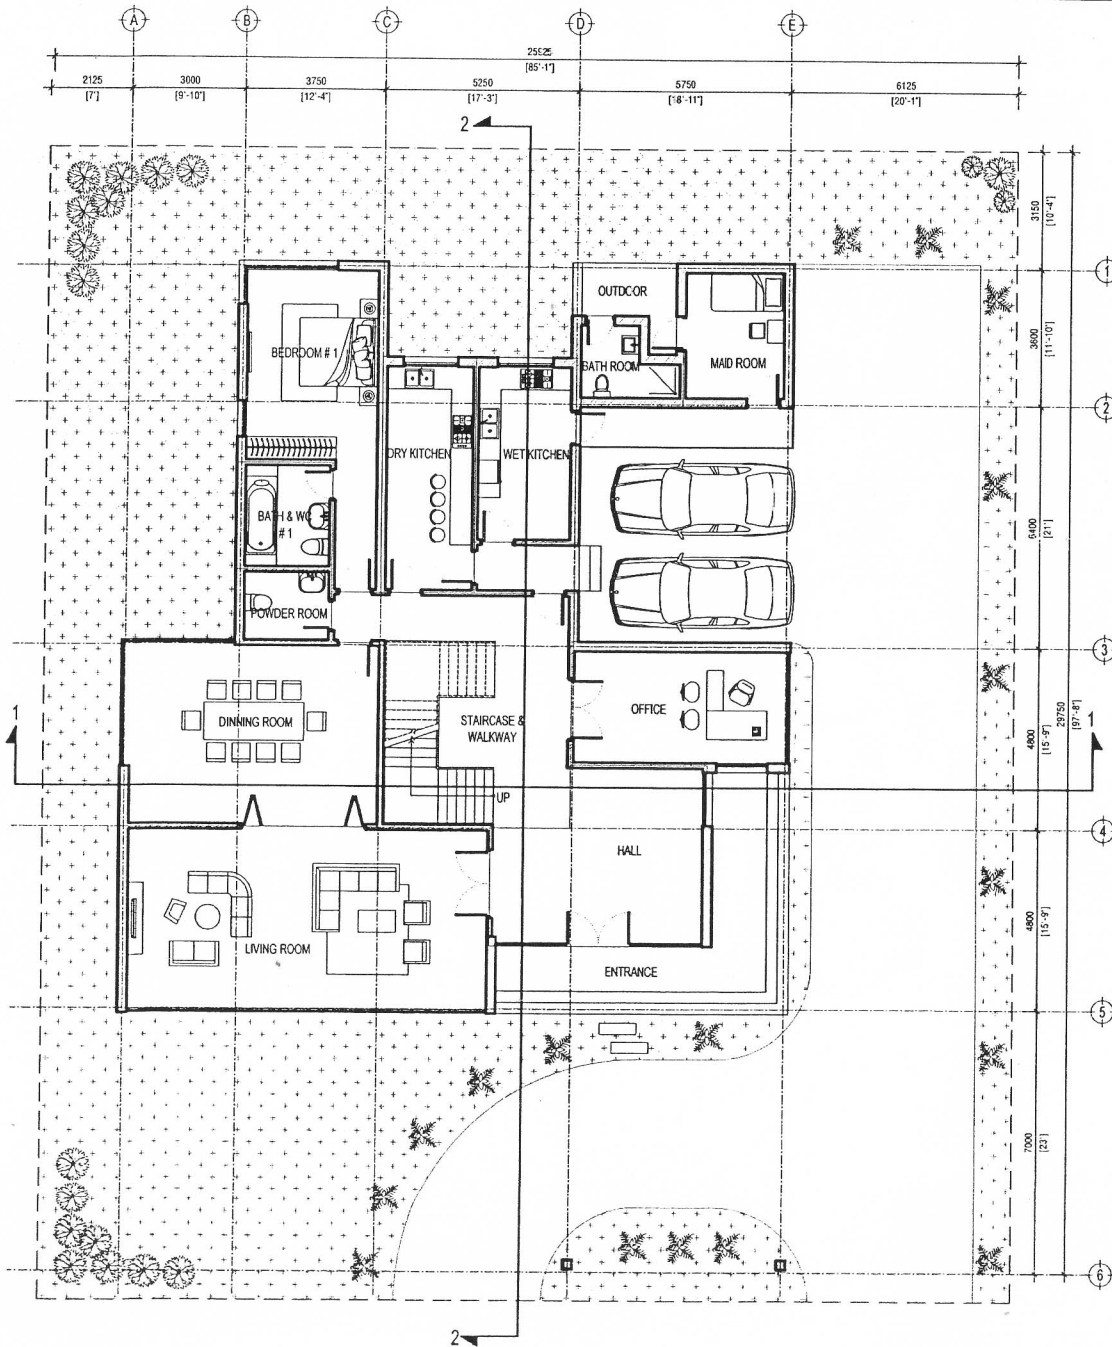 A
B
C
D
E
25925
[85'-1"]
2125
3000
3750
5250
5750
6125
[7']
[9'-10"]
[12'-4"]
[17'-3"]
[18'-11"]
[20'-1"]
2
3150
[10'-4"]
1
OUTDOOR
BEDROOM # 1
BATH ROOM
MAID ROOM
3600
[11'-10"]
2
DRY KITCHEN
WET KITCHEN
BATH & WC
# 1
6400
[21']
POWDER ROOM
3
OFFICE
1
DINNING ROOM
STAIRCASE &
WALKWAY
4800
[15'-9"]
29750
[97'-8"]
1
UP
4
HALL
LIVING ROOM
ENTRANCE
4800
[15'-9"]
5
7000
[23']
6
2